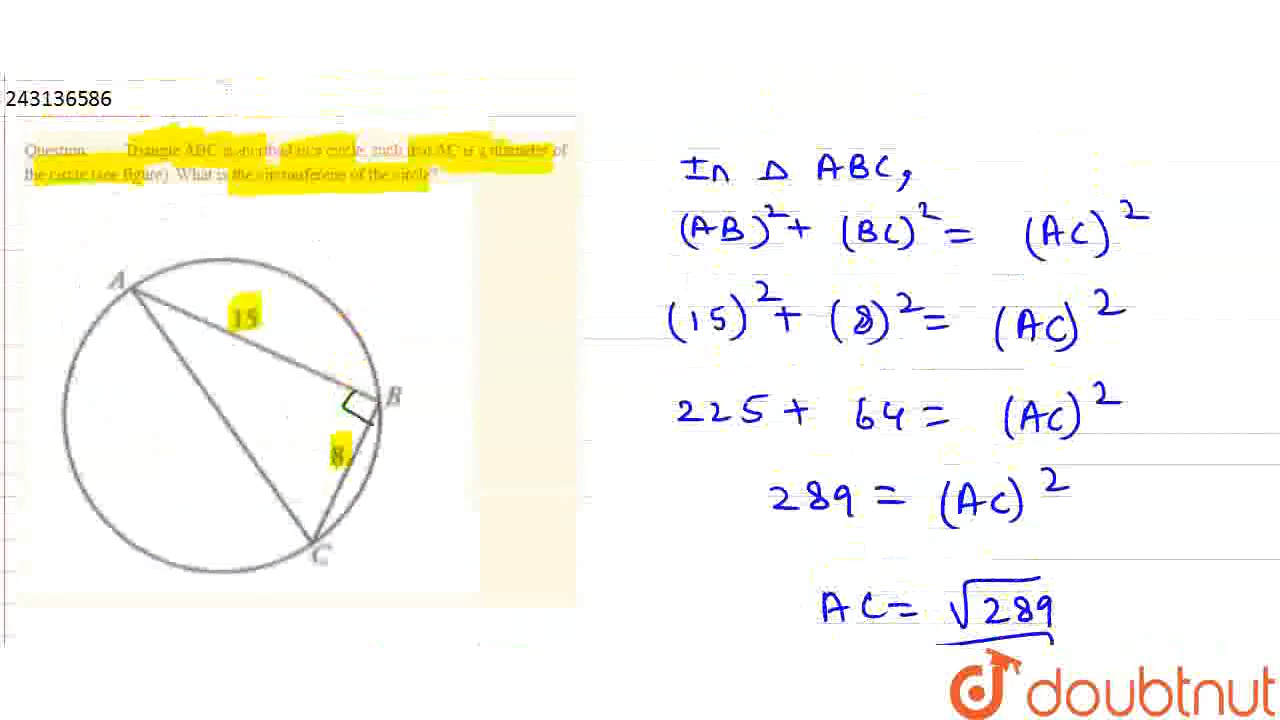 243136586
Question: Triangle ABC is inscribed in a circle, such that AC is a diameter of
the circle (see figure). What is the circumference of the circle?
A
15
B
8
C
In Δ ABC,
(AB)²+ (BC)² = (AC)²
(15)²+ (8)² = (AC)²
225 + 64 = (AC)²
289 = (AC)²
AC = √289
doubtnut